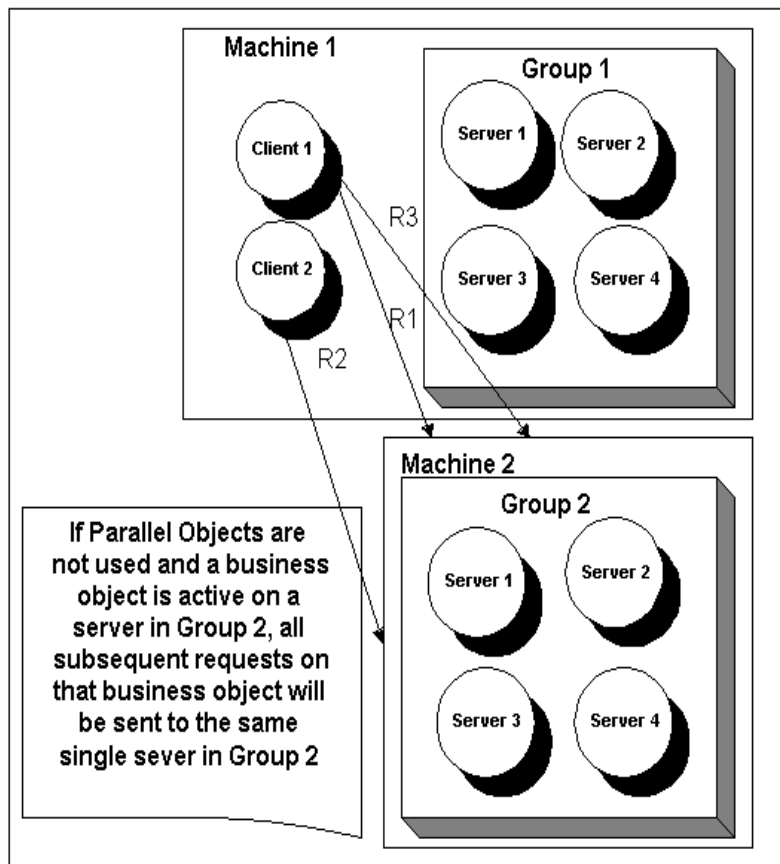 Machine 1
Group 1
Client 1
Server 1
Server 2
R3
Client 2
Server 3
Server 4
R1
R2
Machine 2
Group 2
Server 1
Server 2
Server 3
Server 4
If Parallel Objects are
not used and a business
object is active on a
server in Group 2, all
subsequent requests on
that business object will
be sent to the same
single sever in Group 2